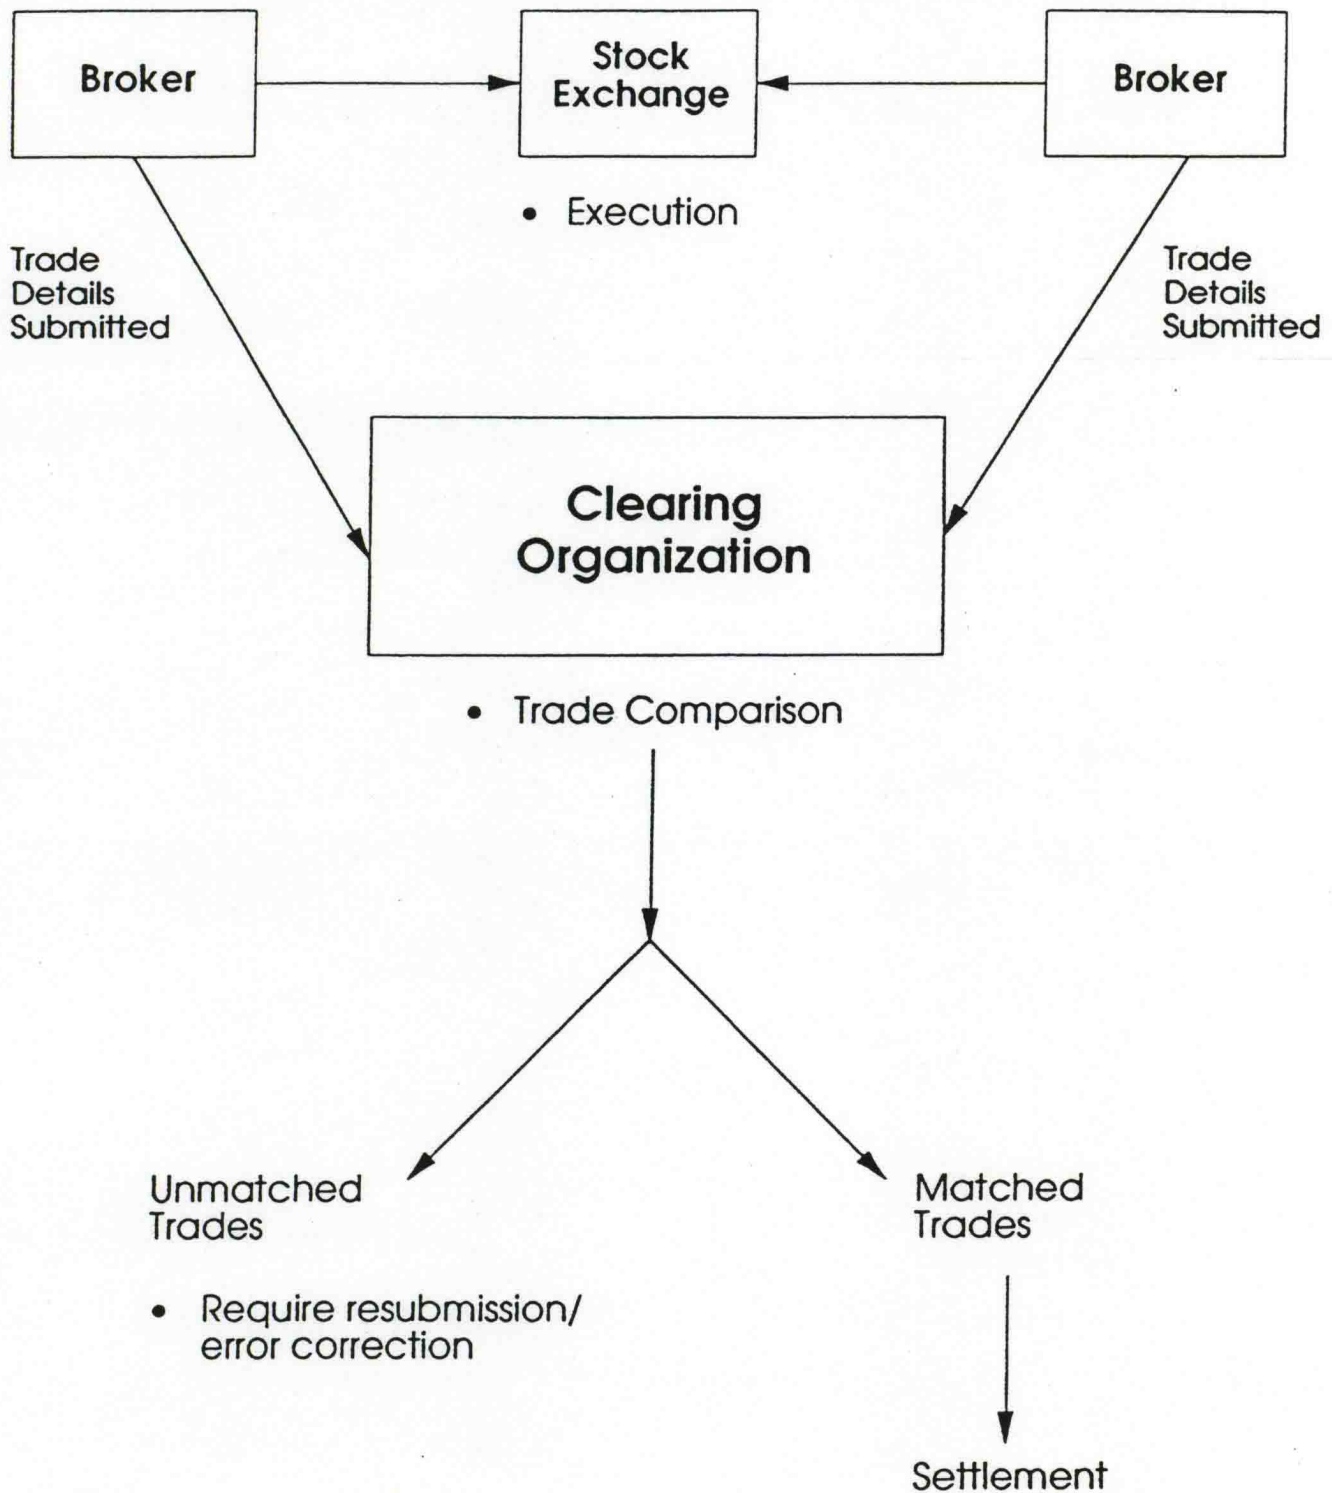 Broker
Stock
Exchange
Broker
• Execution
Trade
Details
Submitted
Trade
Details
Submitted
Clearing
Organization
• Trade Comparison
Unmatched
Trades
Matched
Trades
• Require resubmission/
error correction
Settlement